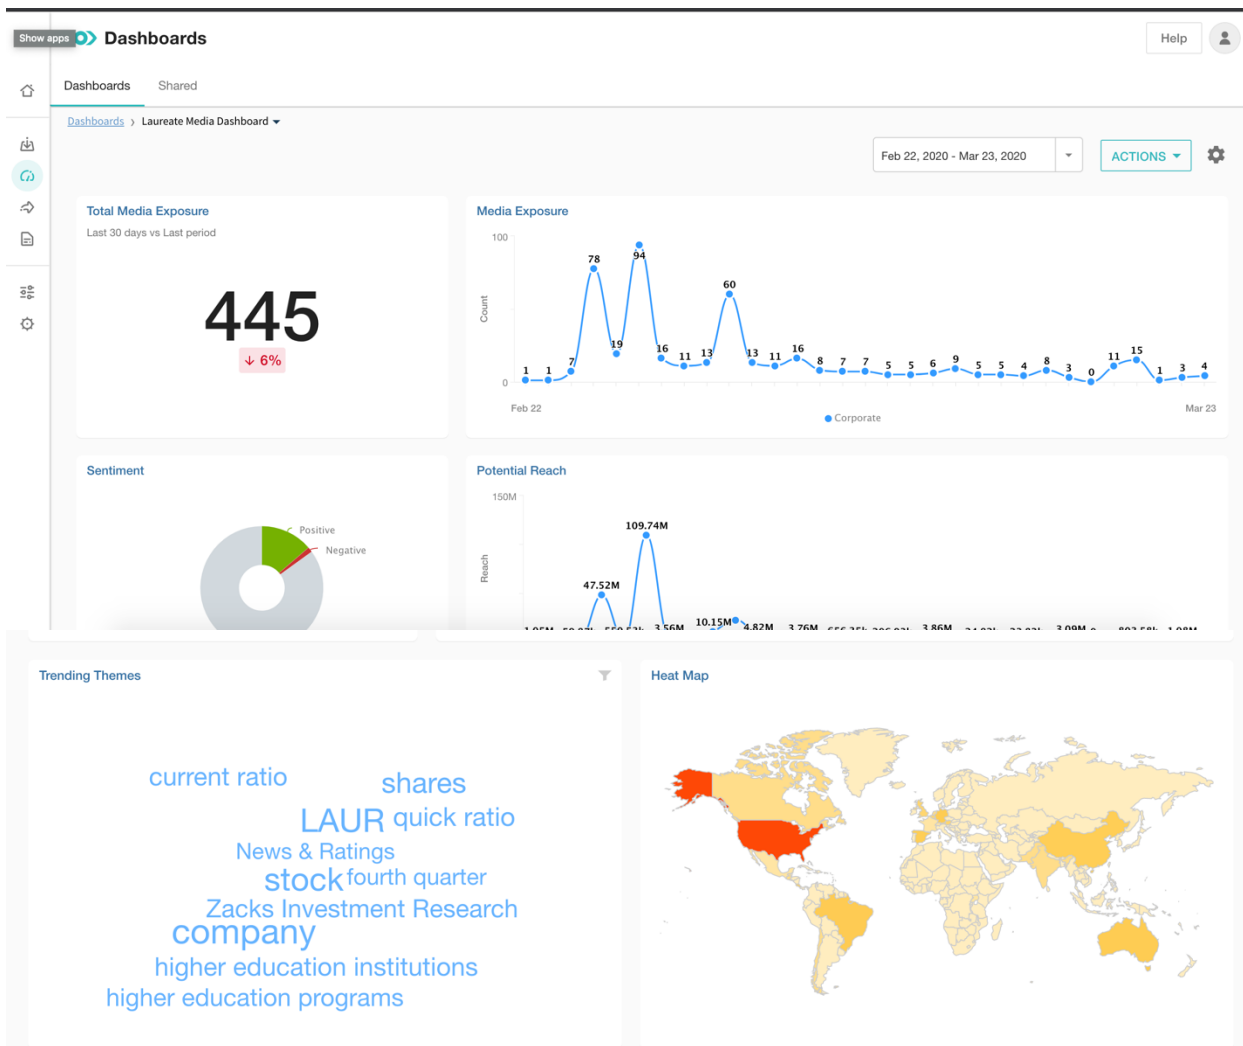 Show apps
Dashboards
Help
Dashboards Shared
Dashboards > Laureate Media Dashboard
Feb 22, 2020 - Mar 23, 2020
ACTIONS
Total Media Exposure
Last 30 days vs Last period
445
↓ 6%
Media Exposure
100
Count
0
1 1 7 78 19 94 16 11 13 60 13 11 16 8 7 7 5 5 6 9 5 5 4 8 3 0 11 15 1 3 4
Feb 22
Mar 23
Corporate
Sentiment
Positive
Negative
Potential Reach
150M
Reach
109.74M
47.52M
10.15M
4.82M
3.56M
3.76M
3.86M
3.09M
Trending Themes
current ratio
shares
LAUR quick ratio
News & Ratings
stock fourth quarter
Zacks Investment Research
company
higher education institutions
higher education programs
Heat Map